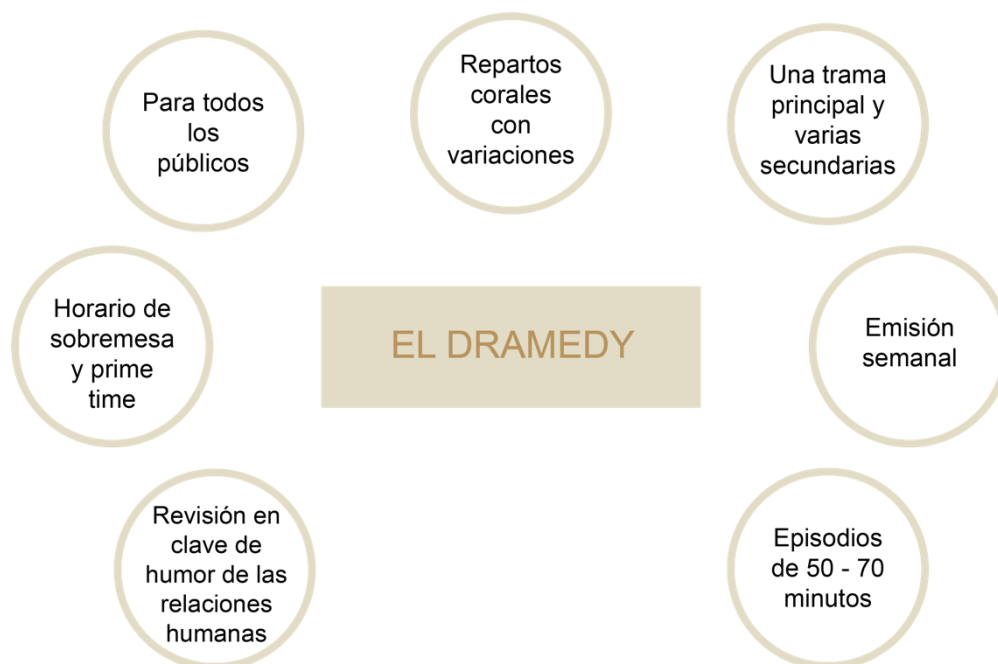 Para todos
los
públicos
Repartos
corales
con
variaciones
Una trama
principal y
varias
secundarias
Horario de
sobremesa
y prime
time
EL DRAMEDY
Emisión
semanal
Revisión en
clave de
humor de las
relaciones
humanas
Episodios
de 50 - 70
minutos